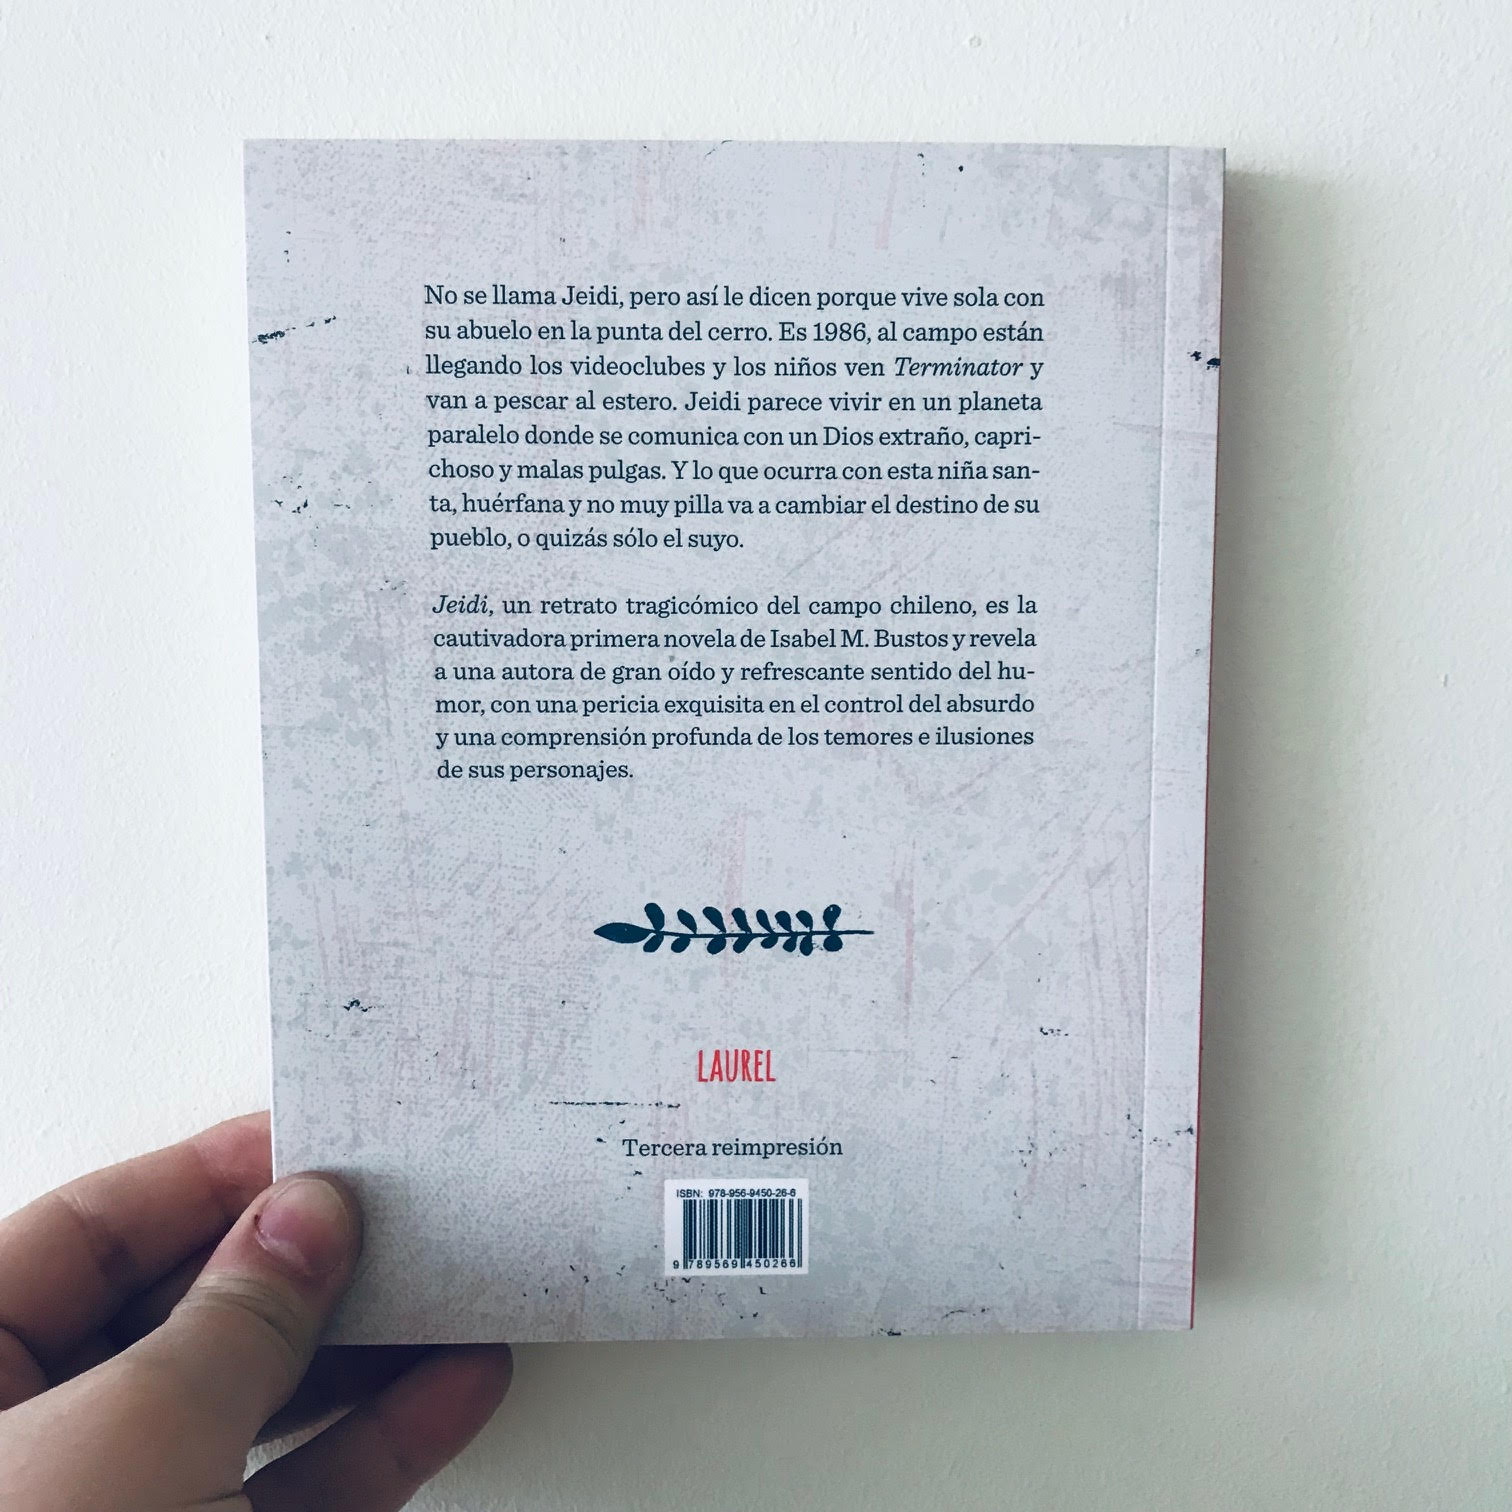 No se llama Jeidi, pero así le dicen porque vive sola con
su abuelo en la punta del cerro. Es 1986, al campo están
llegando los videoclubes y los niños ven Terminator y
van a pescar al estero. Jeidi parece vivir en un planeta
paralelo donde se comunica con un Dios extraño, capri-
choso y malas pulgas. Y lo que ocurra con esta niña san-
ta, huérfana y no muy pilla va a cambiar el destino de su
pueblo, o quizás sólo el suyo.
Jeidi, un retrato tragicómico del campo chileno, es la
cautivadora primera novela de Isabel M. Bustos y revela
a una autora de gran oído y refrescante sentido del hu-
mor, con una pericia exquisita en el control del absurdo
y una comprensión profunda de los temores e ilusiones
de sus personajes.
LAUREL
Tercera reimpresión
ISBN: 978-956-9450-26-6
9 789569 450266